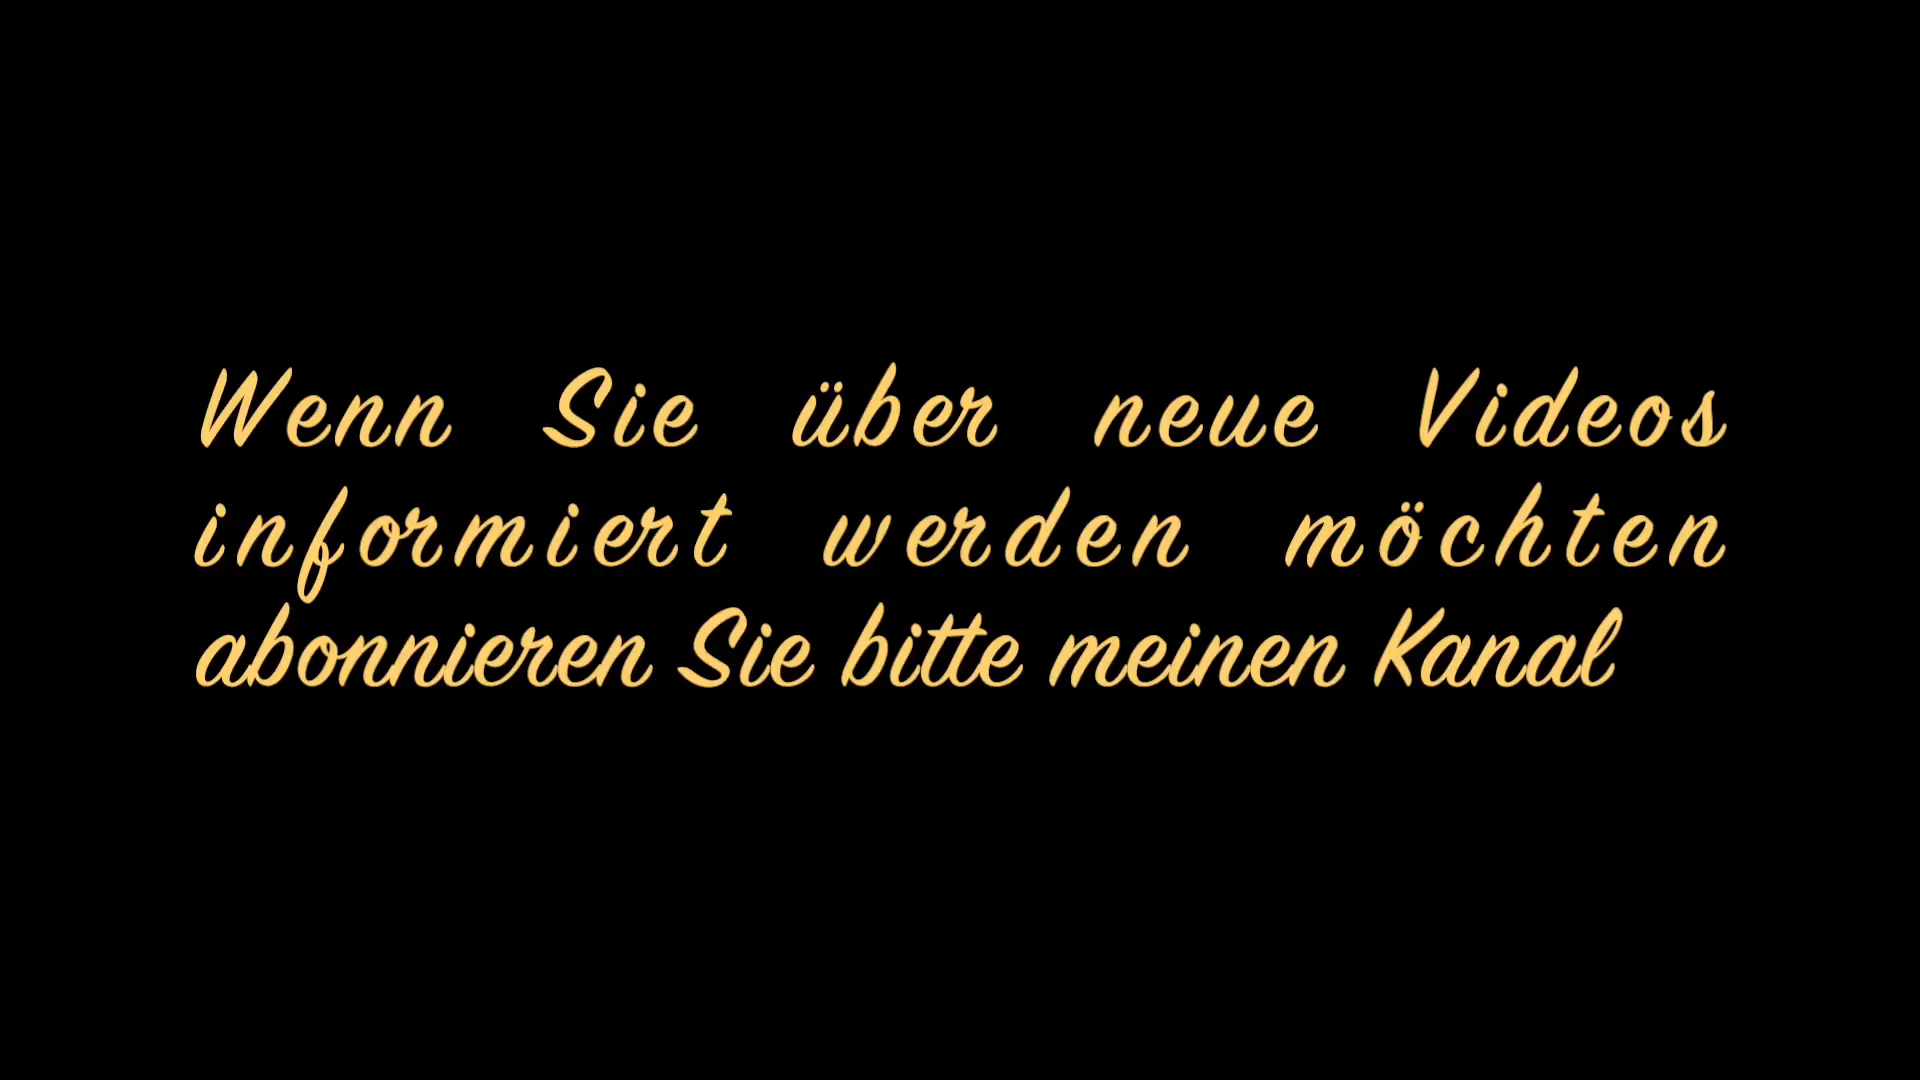 Wenn Sie über neue Videos
informiert werden möchten
abonnieren Sie bitte meinen Kanal